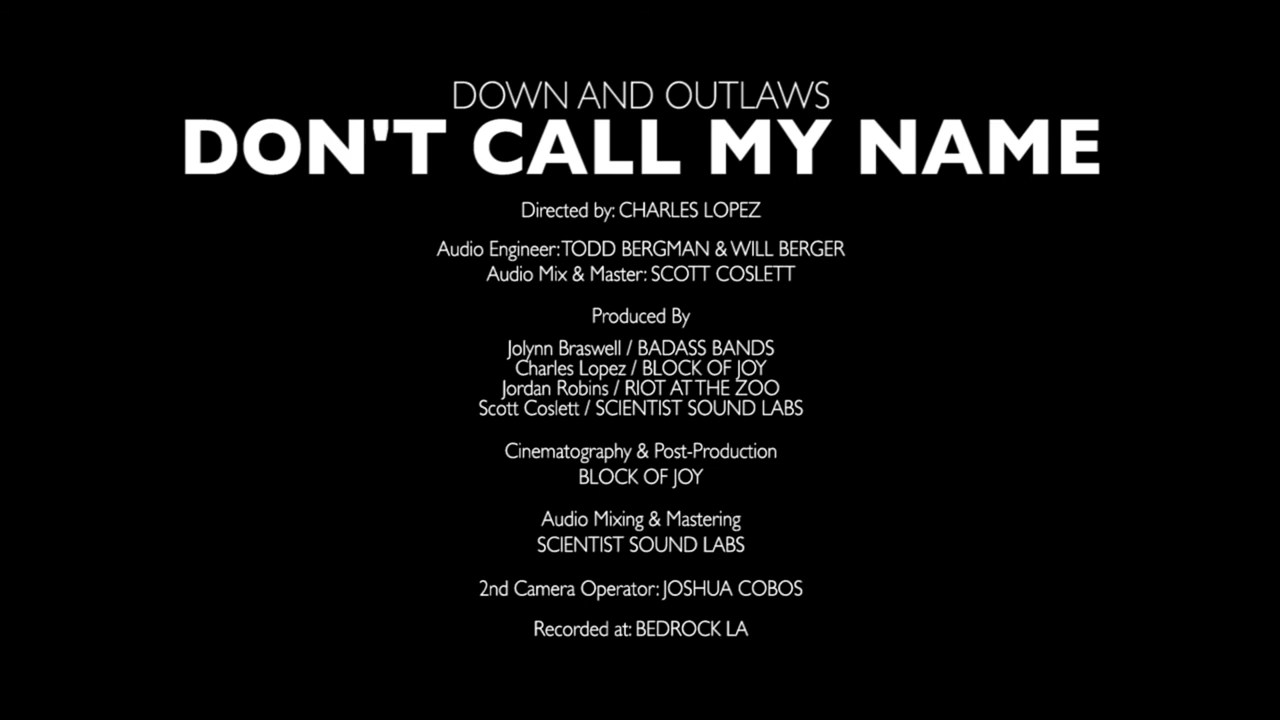 DOWN AND OUTLAWS
DON'T CALL MY NAME
Directed by: CHARLES LOPEZ
Audio Engineer: TODD BERGMAN & WILL BERGER
Audio Mix & Master: SCOTT COSLETT
Produced By
Jolynn Braswell / BADASS BANDS
Charles Lopez / BLOCK OF JOY
Jordan Robins / RIOT AT THE ZOO
Scott Coslett / SCIENTIST SOUND LABS
Cinematography & Post-Production
BLOCK OF JOY
Audio Mixing & Mastering
SCIENTIST SOUND LABS
2nd Camera Operator: JOSHUA COBOS
Recorded at: BEDROCK LA